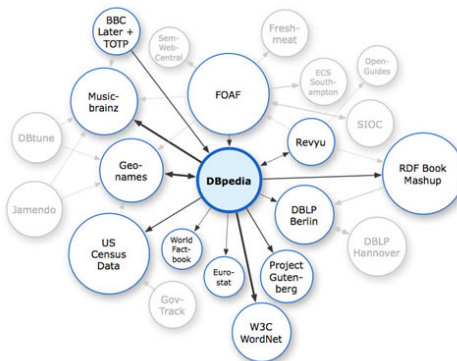 BBC
Later +
TOTP
Sem-
Web-
Central
Fresh-
meat
Music-
brainz
FOAF
ECS
South-
ampton
Open-
Guides
SIOC
DBtune
Revyu
Geo-
names
DBpedia
RDF Book
Mashup
Jamendo
DBLP
Berlin
US
Census
Data
World
Fact-
book
Euro-
stat
Project
Guten-
berg
DBLP
Hannover
Gov-
Track
W3C
WordNet